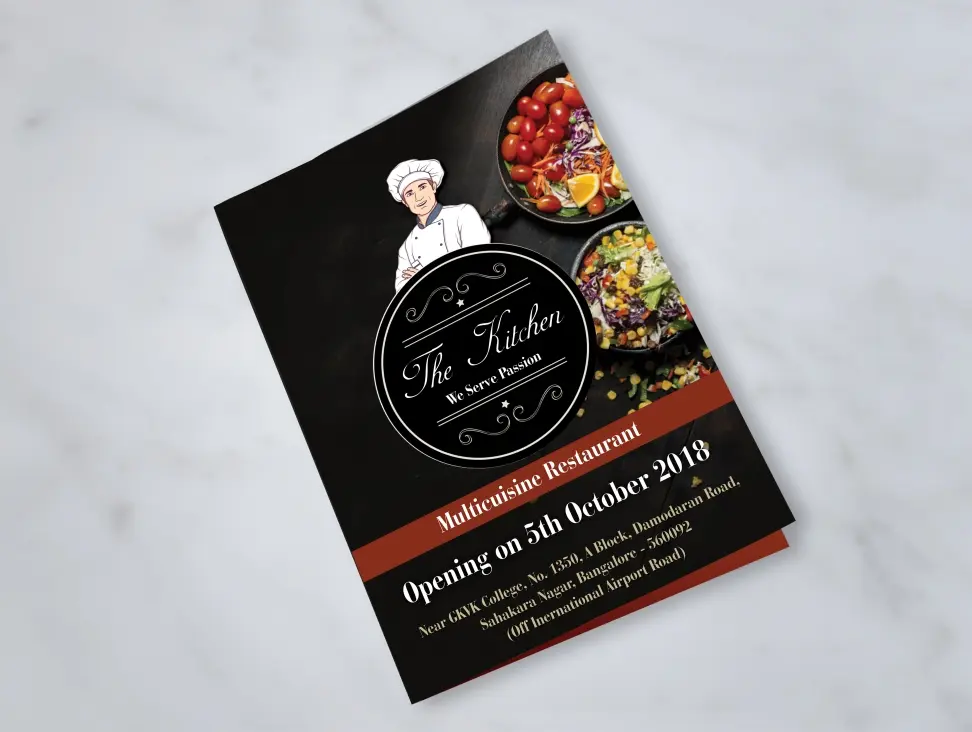 The Kitchen
We Serve Passion
Multicuisine Restaurant
Opening on 5th October 2018
Near GKVK College, No. 1350, A Block, Damodaran Road,
Sahakara Nagar, Bangalore - 560092
(Off Inernational Airport Road)